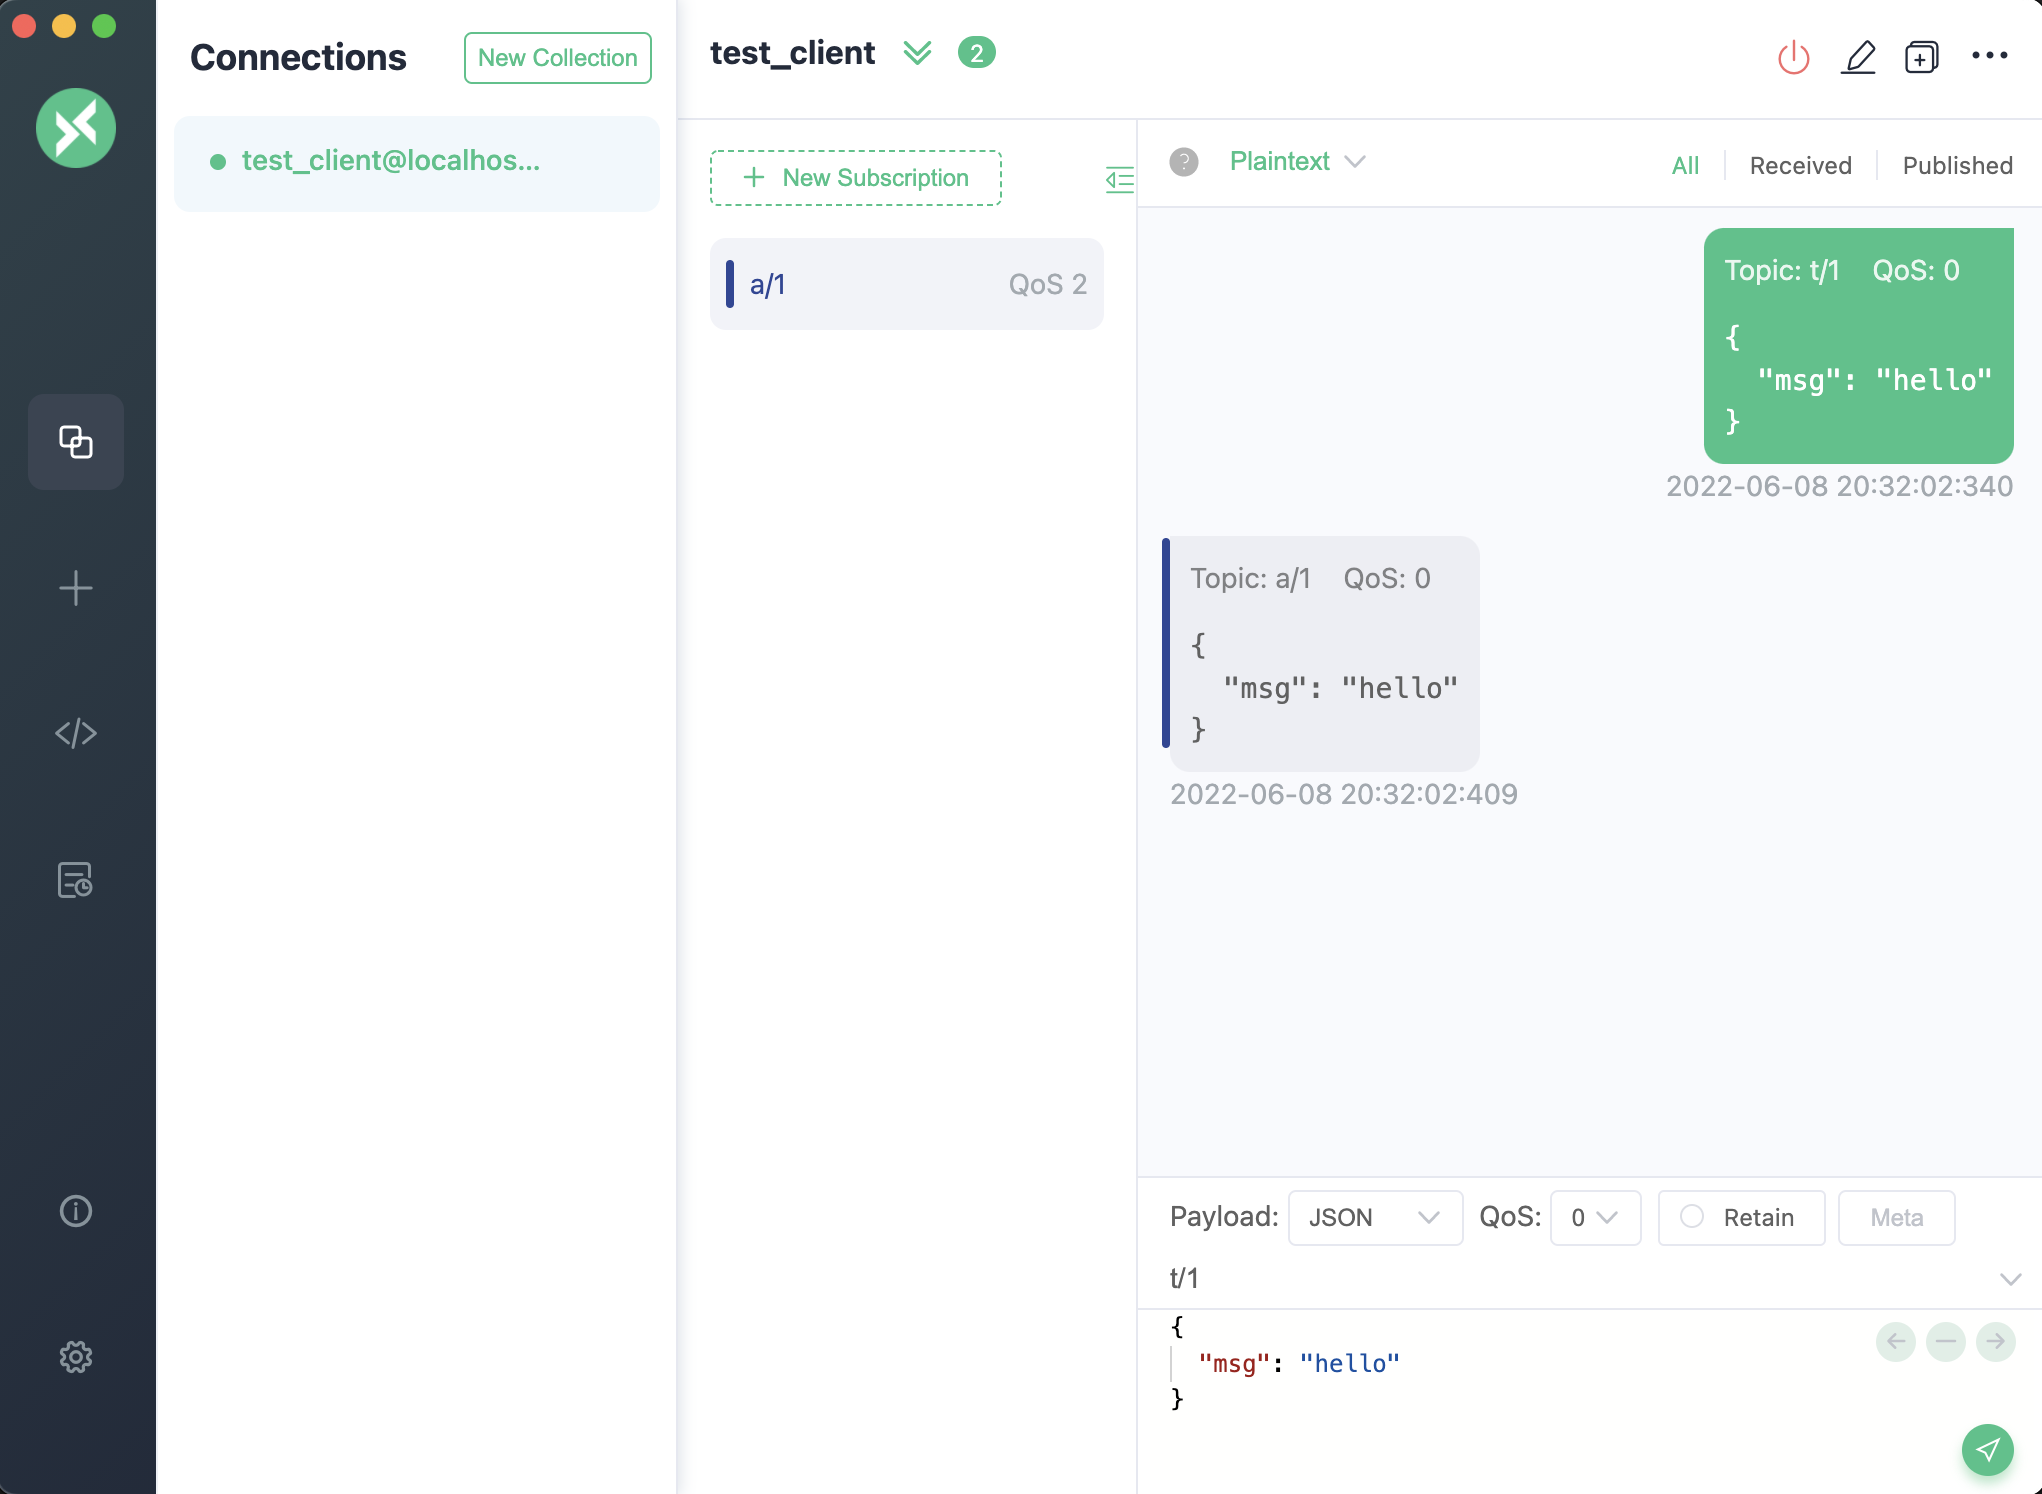 Connections
New Collection
test_client@localhos...
test_client
2
New Subscription
a/1
QoS 2
?
Plaintext
All
Received
Published
Topic: t/1 QoS: 0
{
"msg": "hello"
}
2022-06-08 20:32:02:340
Topic: a/1 QoS: 0
{
"msg": "hello"
}
2022-06-08 20:32:02:409
Payload: JSON QoS: 0 Retain Meta
t/1
{
"msg": "hello"
}